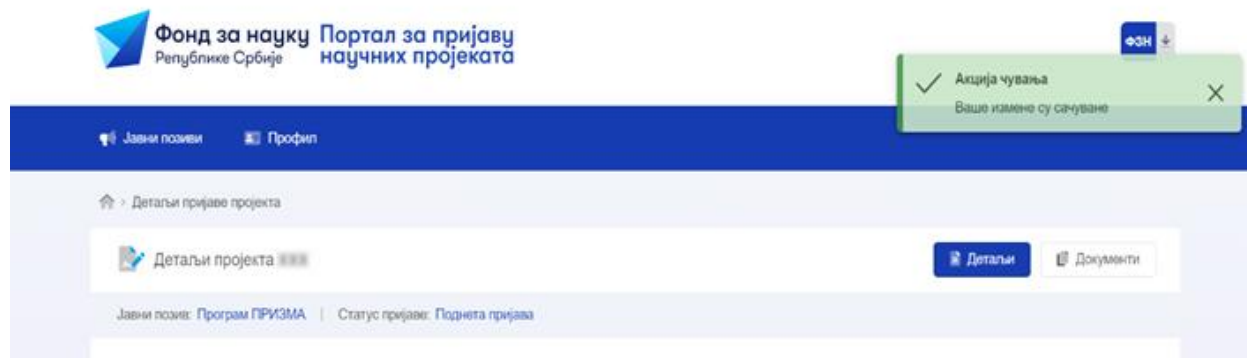 Фонд за науку
Републике Србије
Портал за пријаву
научних пројеката
ФЗН
Акција чувања
Ваше измене су сачуване
Јавни позиви
Профил
Детаљи пријаве пројекта
Детаљи пројекта
Детаљи
Документи
Јавни позив: Програм ПРИЗМА | Статус пријаве: Поднета пријава